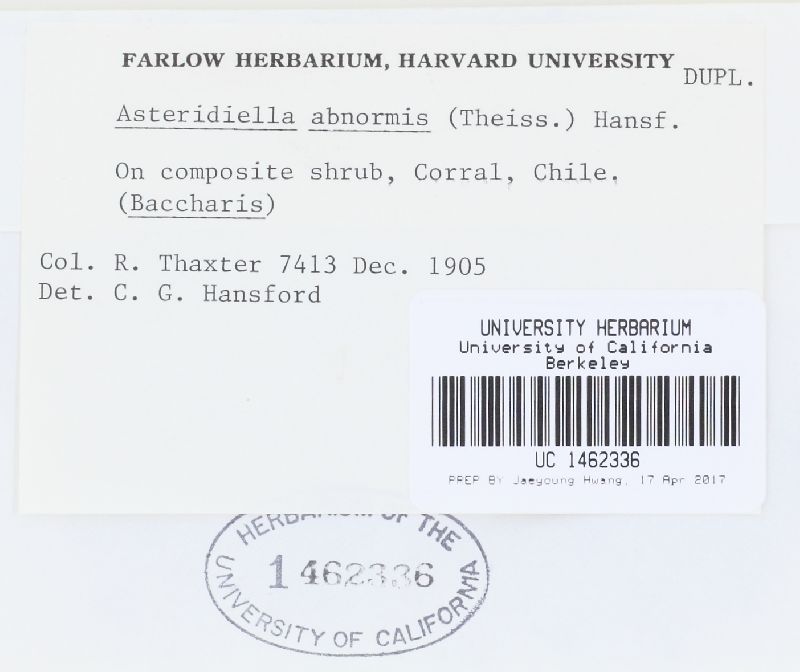 FARLOW HERBARIUM, HARVARD UNIVERSITY
DUPL.
Asteridiella abnormis (Theiss.) Hansf.
On composite shrub, Corral, Chile.
(Baccharis)
Col. R. Thaxter 7413 Dec. 1905
Det. C. G. Hansford
UNIVERSITY HERBARIUM
University of California
Berkeley
UC 1462336
PREP BY Jaeyoung Hwang, 17 Apr 2017
HERBARIUM OF THE
1462336
UNIVERSITY OF CALIFORNIA